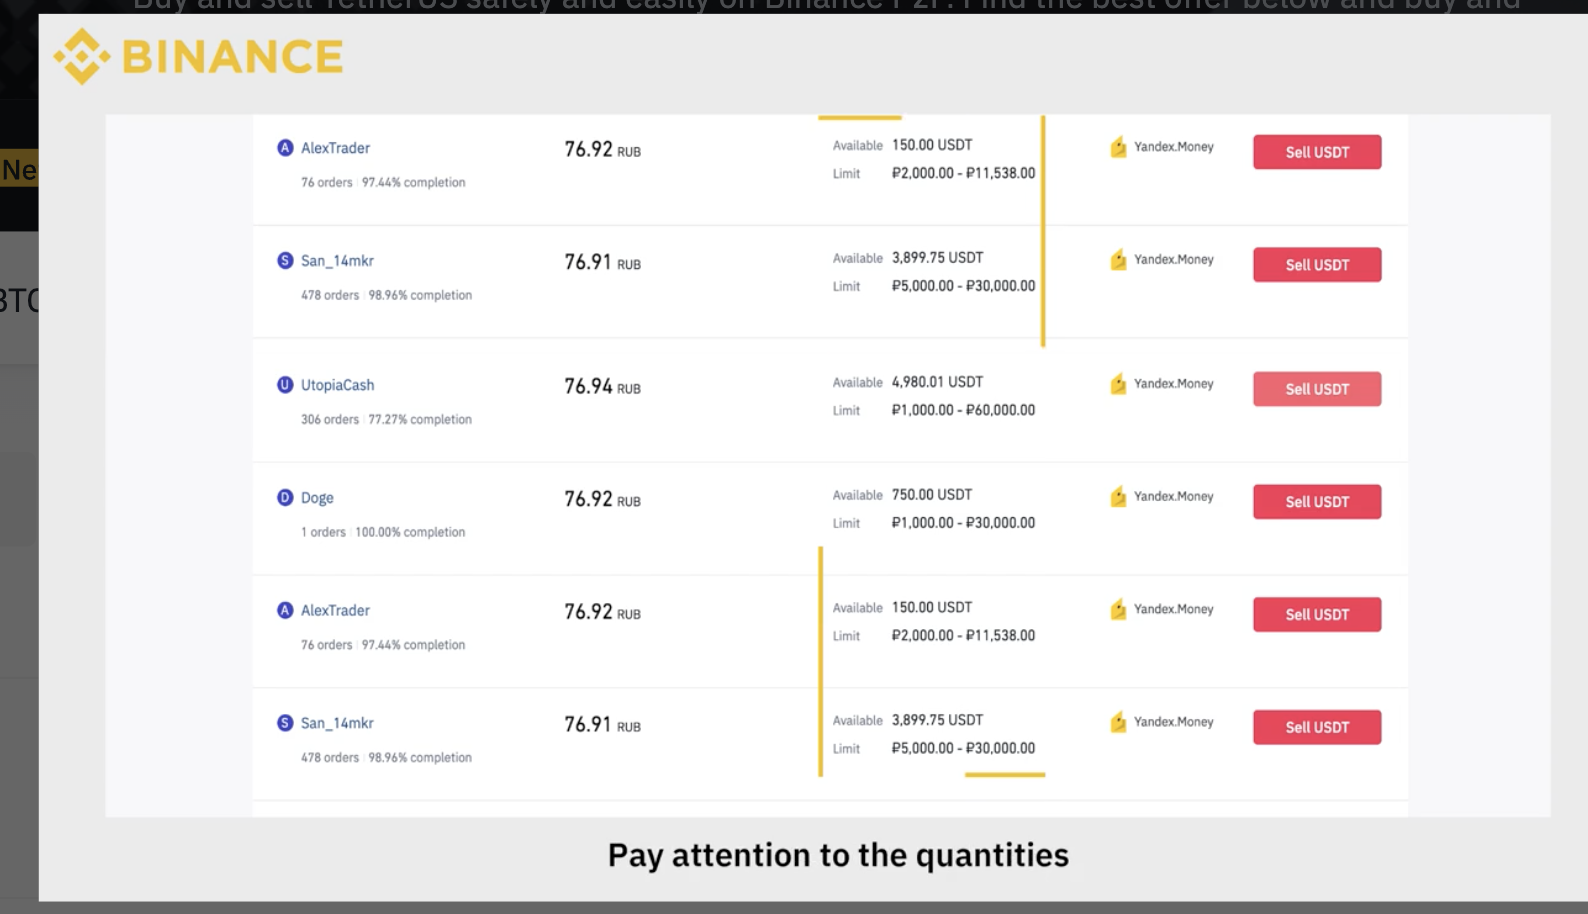 Buy and sell TetherUS safely and easily on Binance P2P. Find the best offer below and buy and
BINANCE
Ne
BTC
A AlexTrader 76.92 RUB Available 150.00 USDT Yandex.Money Sell USDT
76 orders | 97.44% completion Limit ₽2,000.00 - ₽11,538.00
S San_14mkr 76.91 RUB Available 3,899.75 USDT Yandex.Money Sell USDT
478 orders | 98.96% completion Limit ₽5,000.00 - ₽30,000.00
U UtopiaCash 76.94 RUB Available 4,980.01 USDT Yandex.Money Sell USDT
306 orders | 77.27% completion Limit ₽1,000.00 - ₽60,000.00
D Doge 76.92 RUB Available 750.00 USDT Yandex.Money Sell USDT
1 orders | 100.00% completion Limit ₽1,000.00 - ₽30,000.00
A AlexTrader 76.92 RUB Available 150.00 USDT Yandex.Money Sell USDT
76 orders | 97.44% completion Limit ₽2,000.00 - ₽11,538.00
S San_14mkr 76.91 RUB Available 3,899.75 USDT Yandex.Money Sell USDT
478 orders | 98.96% completion Limit ₽5,000.00 - ₽30,000.00
Pay attention to the quantities